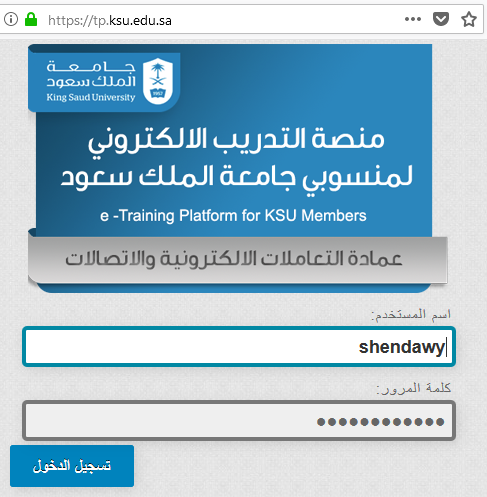 https://tp.ksu.edu.sa
جامعة
الملك سعود
King Saud University
1957
منصة التدريب الالكتروني
لمنسوبي جامعة الملك سعود
e -Training Platform for KSU Members
عمادة التعاملات الالكترونية والاتصالات
اسم المستخدم:
shendawy
كلمة المرور:
••••••••••••
تسجيل الدخول